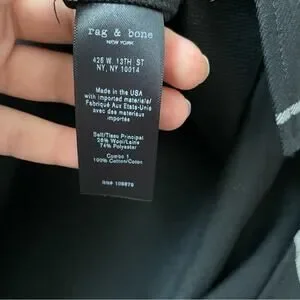 rag & bone
NEW YORK
425 W. 13TH ST
NY, NY 10014
Made in the USA
with imported materials/
Fabriqué Aux Etats-Unis
avec des materiaux
importés
Self/Tissu Principal
26% Wool/Laine
74% Polyester
Combo 1
100% Cotton/Coton